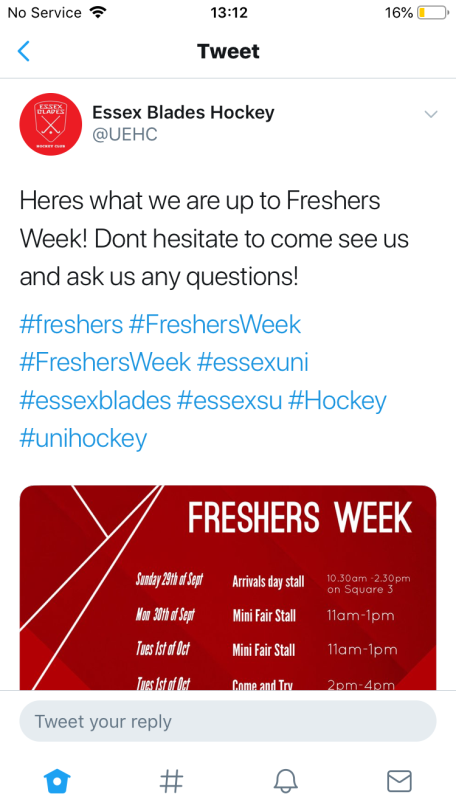 No Service 13:12 16%
Tweet
ESSEX
BLADES
HOCKEY CLUB
Essex Blades Hockey
@UEHC
Heres what we are up to Freshers
Week! Dont hesitate to come see us
and ask us any questions!
#freshers #FreshersWeek
#FreshersWeek #essexuni
#essexblades #essexsu #Hockey
#unihockey
FRESHERS WEEK
Sunday 29th of Sept Arrivals day stall 10.30am -2.30pm
on Square 3
Mon 30th of Sept Mini Fair Stall 11am-1pm
Tues 1st of Oct Mini Fair Stall 11am-1pm
Tues 1st of Oct Come and Try 2pm-4pm
Tweet your reply